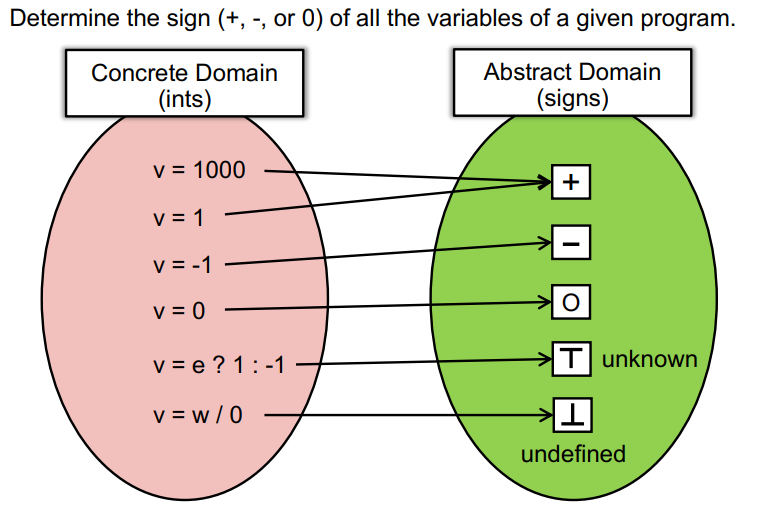 Determine the sign (+, -, or 0) of all the variables of a given program.
Concrete Domain
(ints)
Abstract Domain
(signs)
v = 1000
+
v = 1
v = -1
−
v = 0
O
v = e ? 1 : -1
⊤ unknown
v = w / 0
⊥
undefined